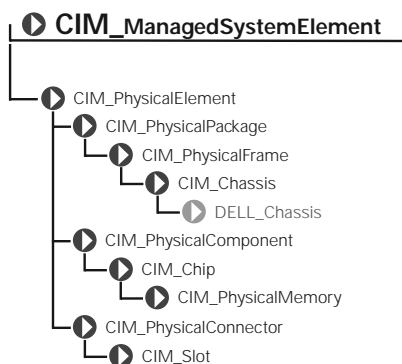 CIM_ManagedSystemElement
CIM_PhysicalElement
CIM_PhysicalPackage
CIM_PhysicalFrame
CIM_Chassis
DELL_Chassis
CIM_PhysicalComponent
CIM_Chip
CIM_PhysicalMemory
CIM_PhysicalConnector
CIM_Slot